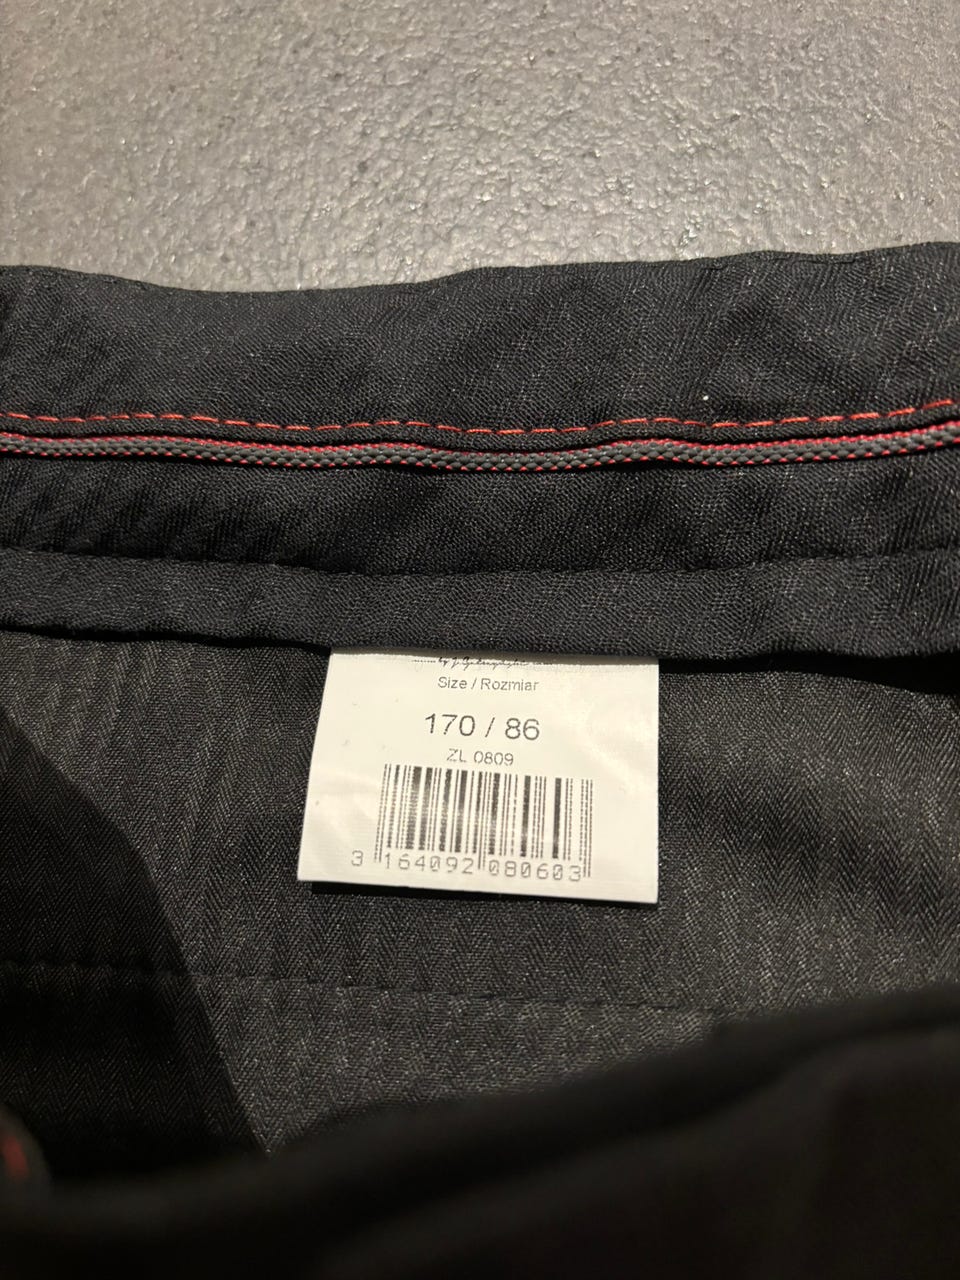 Size / Rozmiar
170 / 86
ZL 0809
3 164092 080603